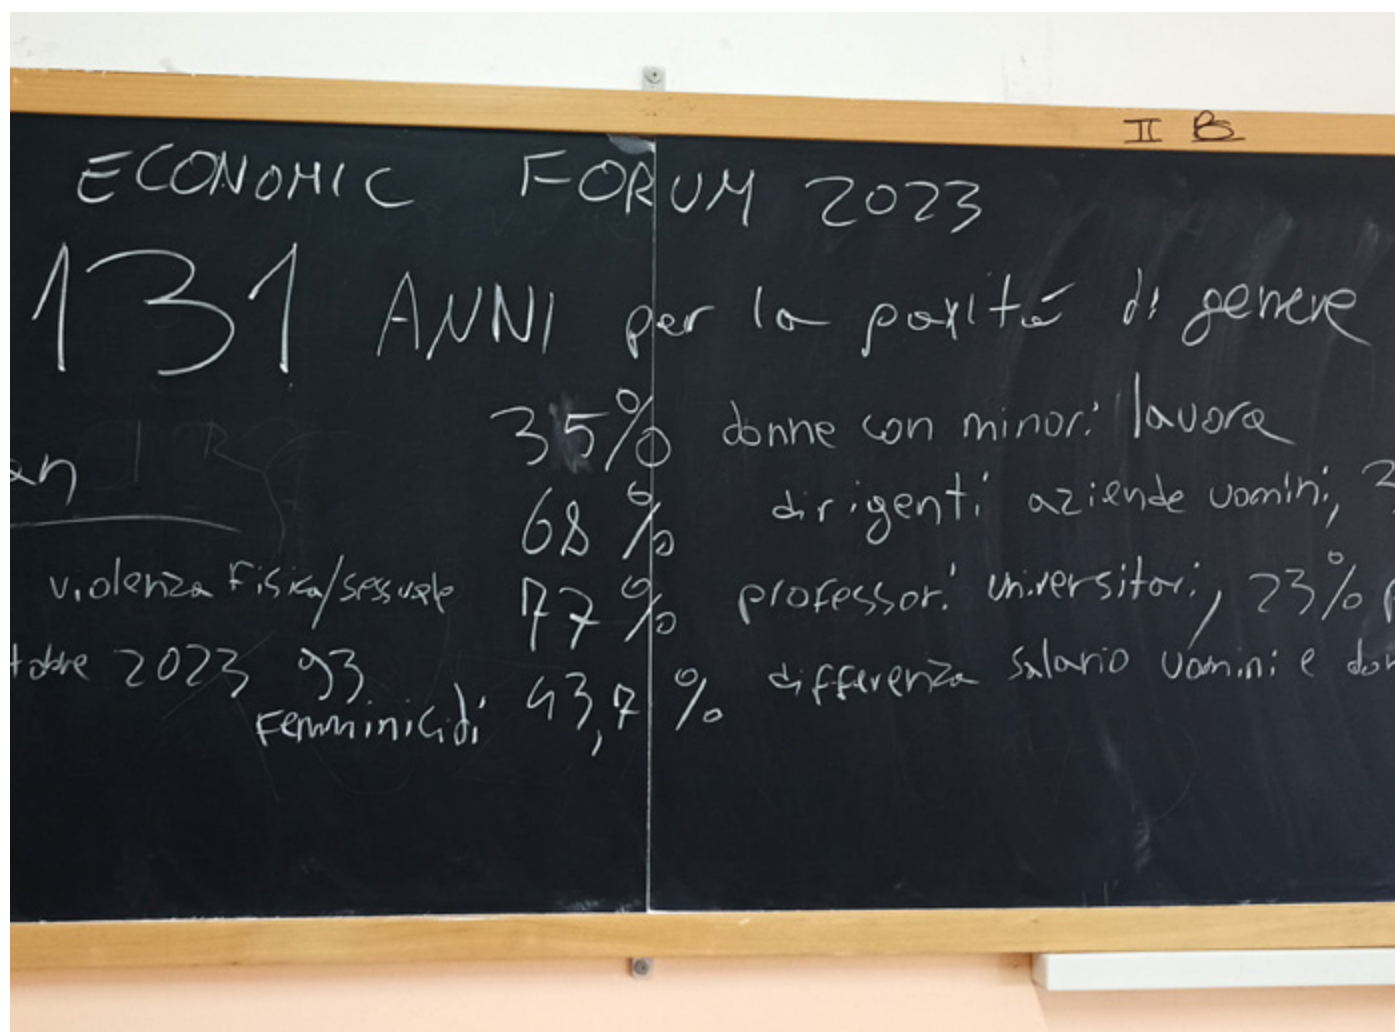 II B
ECONOMIC FORUM 2023
131 ANNI per la parità di genere
35% donne con minori lavora
68% dirigenti aziende uomini,
violenza fisica/sessuale
77% professori universitari, 23%
2023 93
femminicidi
43,7% differenza salario uomini e